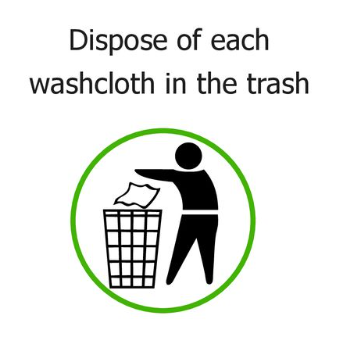 Dispose of each
washcloth in the trash